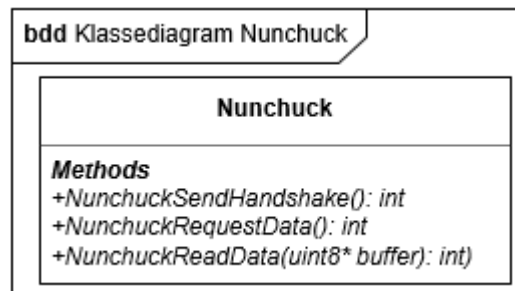 bdd Klassediagram Nunchuck
Nunchuck
Methods
+NunchuckSendHandshake(): int
+NunchuckRequestData(): int
+NunchuckReadData(uint8* buffer): int)